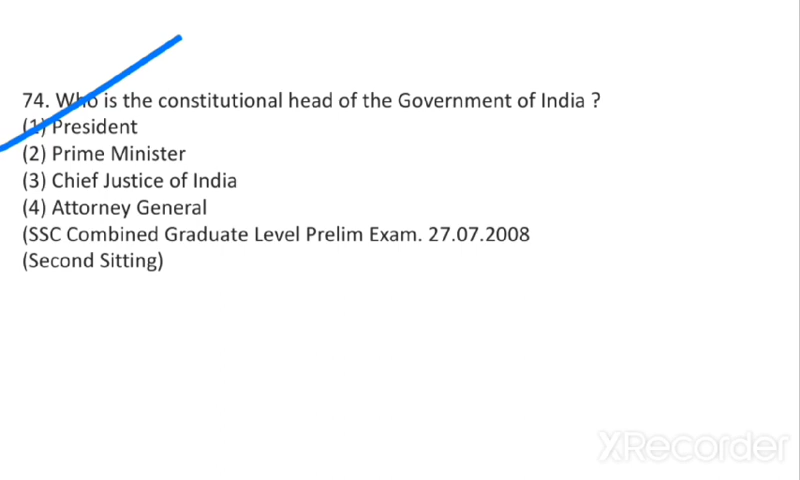 74. Who is the constitutional head of the Government of India ?
(1) President
(2) Prime Minister
(3) Chief Justice of India
(4) Attorney General
(SSC Combined Graduate Level Prelim Exam. 27.07.2008
(Second Sitting)
XRecorder